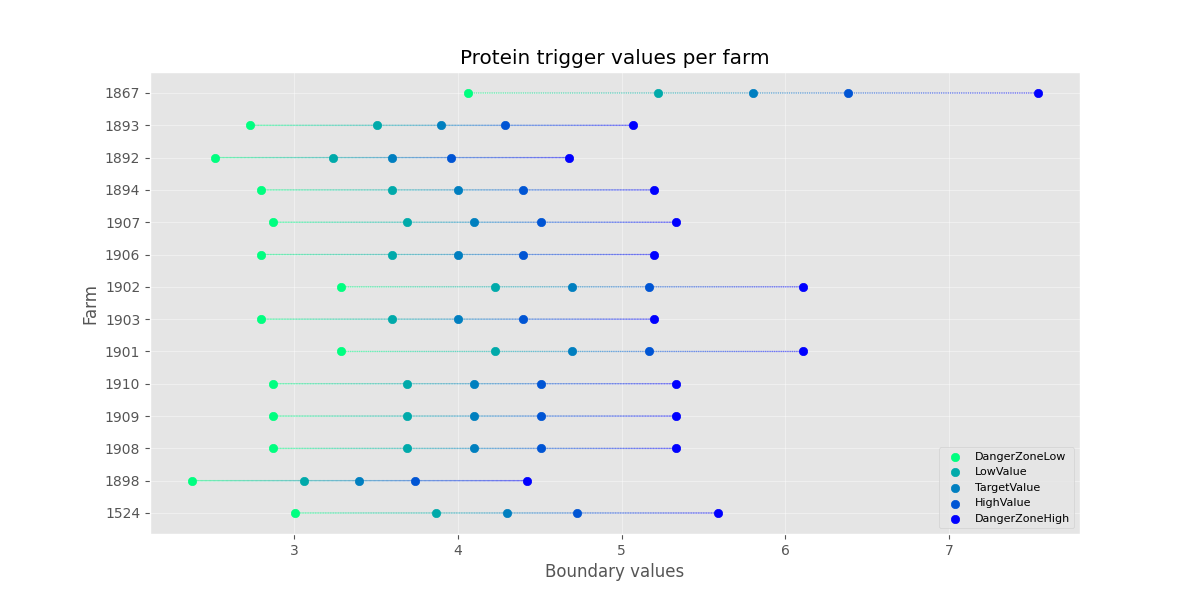 Protein trigger values per farm
1867
1893
1892
1894
1907
1906
1902
1903
1901
1910
1909
1908
1898
1524
Farm
3 4 5 6 7
Boundary values
DangerZoneLow
LowValue
TargetValue
HighValue
DangerZoneHigh